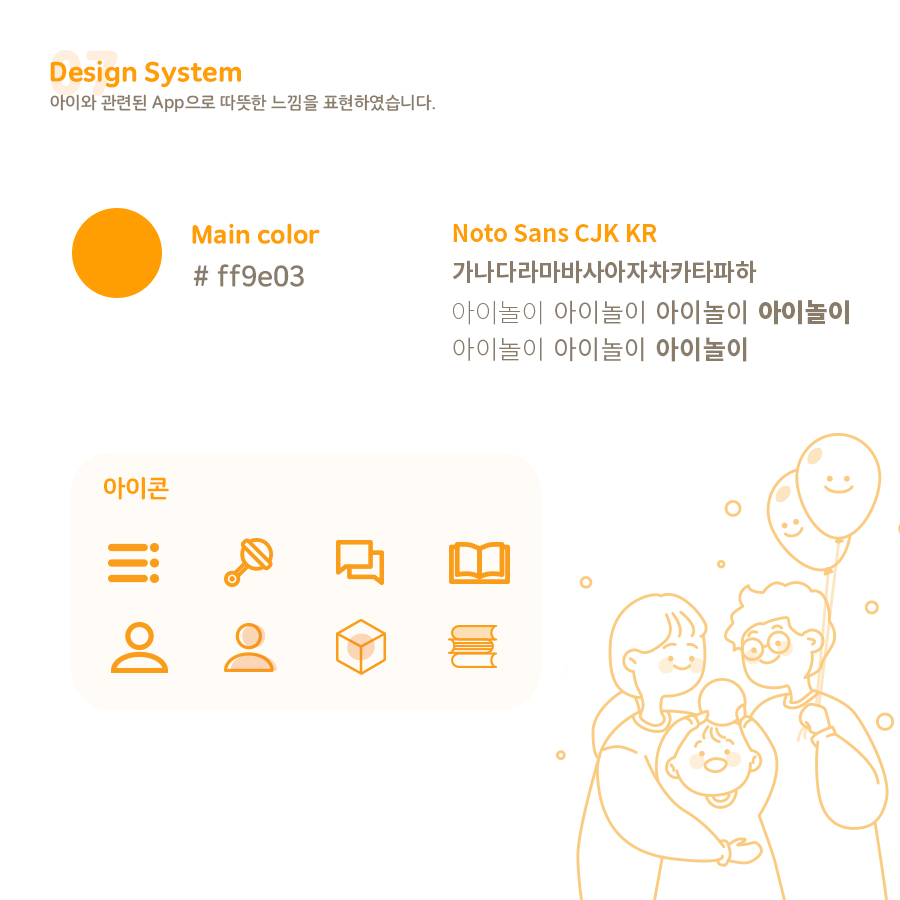 07
Design System
아이와 관련된 App으로 따뜻한 느낌을 표현하였습니다.
Main color
# ff9e03
Noto Sans CJK KR
가나다라마바사아자차카타파하
아이놀이 아이놀이 아이놀이 아이놀이
아이놀이 아이놀이 아이놀이
아이콘